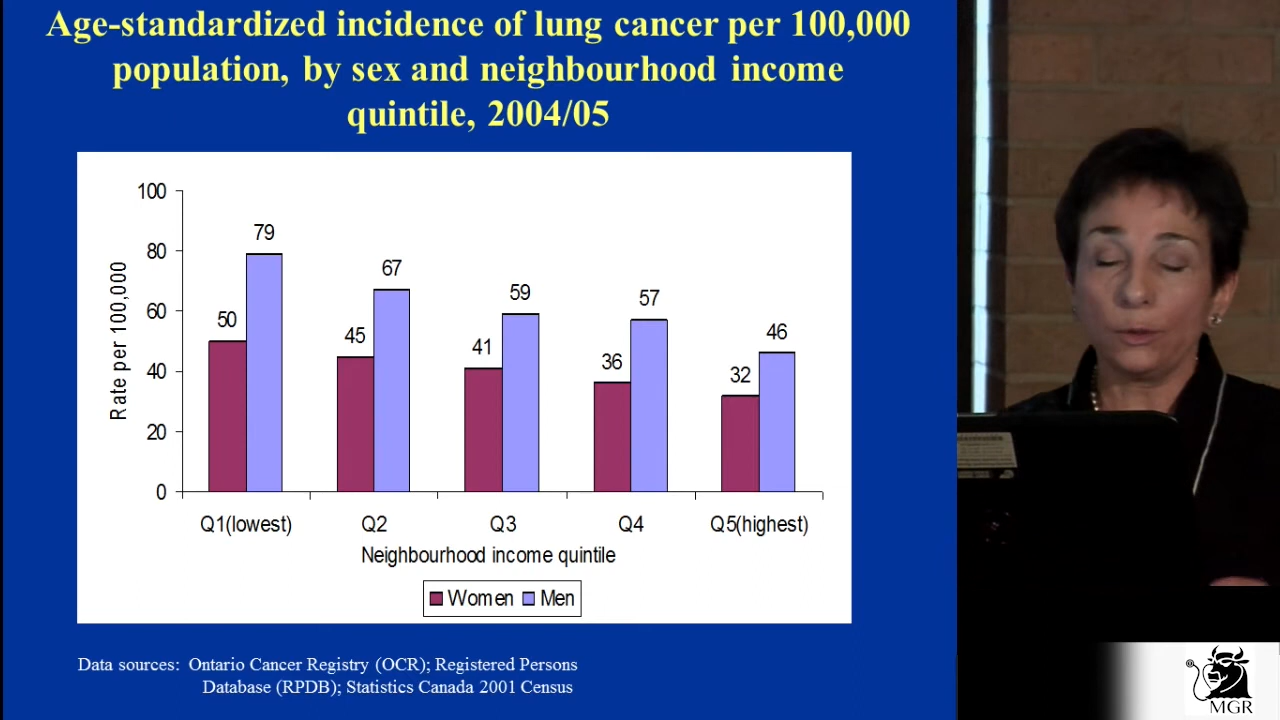 Age-standardized incidence of lung cancer per 100,000
population, by sex and neighbourhood income
quintile, 2004/05
100
80
60
40
20
0
Rate per 100,000
50
79
45
67
41
59
36
57
32
46
Q1(lowest)
Q2
Q3
Q4
Q5(highest)
Neighbourhood income quintile
Women
Men
Data sources: Ontario Cancer Registry (OCR); Registered Persons
Database (RPDB); Statistics Canada 2001 Census
MGR